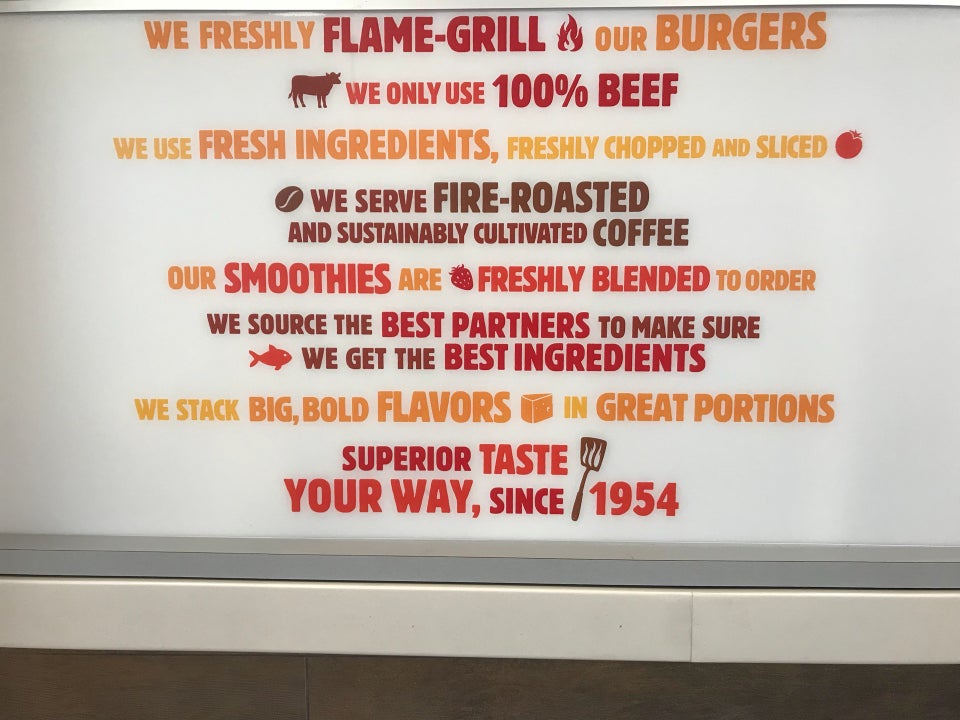 WE FRESHLY FLAME-GRILL OUR BURGERS
WE ONLY USE 100% BEEF
WE USE FRESH INGREDIENTS, FRESHLY CHOPPED AND SLICED
WE SERVE FIRE-ROASTED
AND SUSTAINABLY CULTIVATED COFFEE
OUR SMOOTHIES ARE FRESHLY BLENDED TO ORDER
WE SOURCE THE BEST PARTNERS TO MAKE SURE
WE GET THE BEST INGREDIENTS
WE STACK BIG, BOLD FLAVORS IN GREAT PORTIONS
SUPERIOR TASTE
YOUR WAY, SINCE 1954